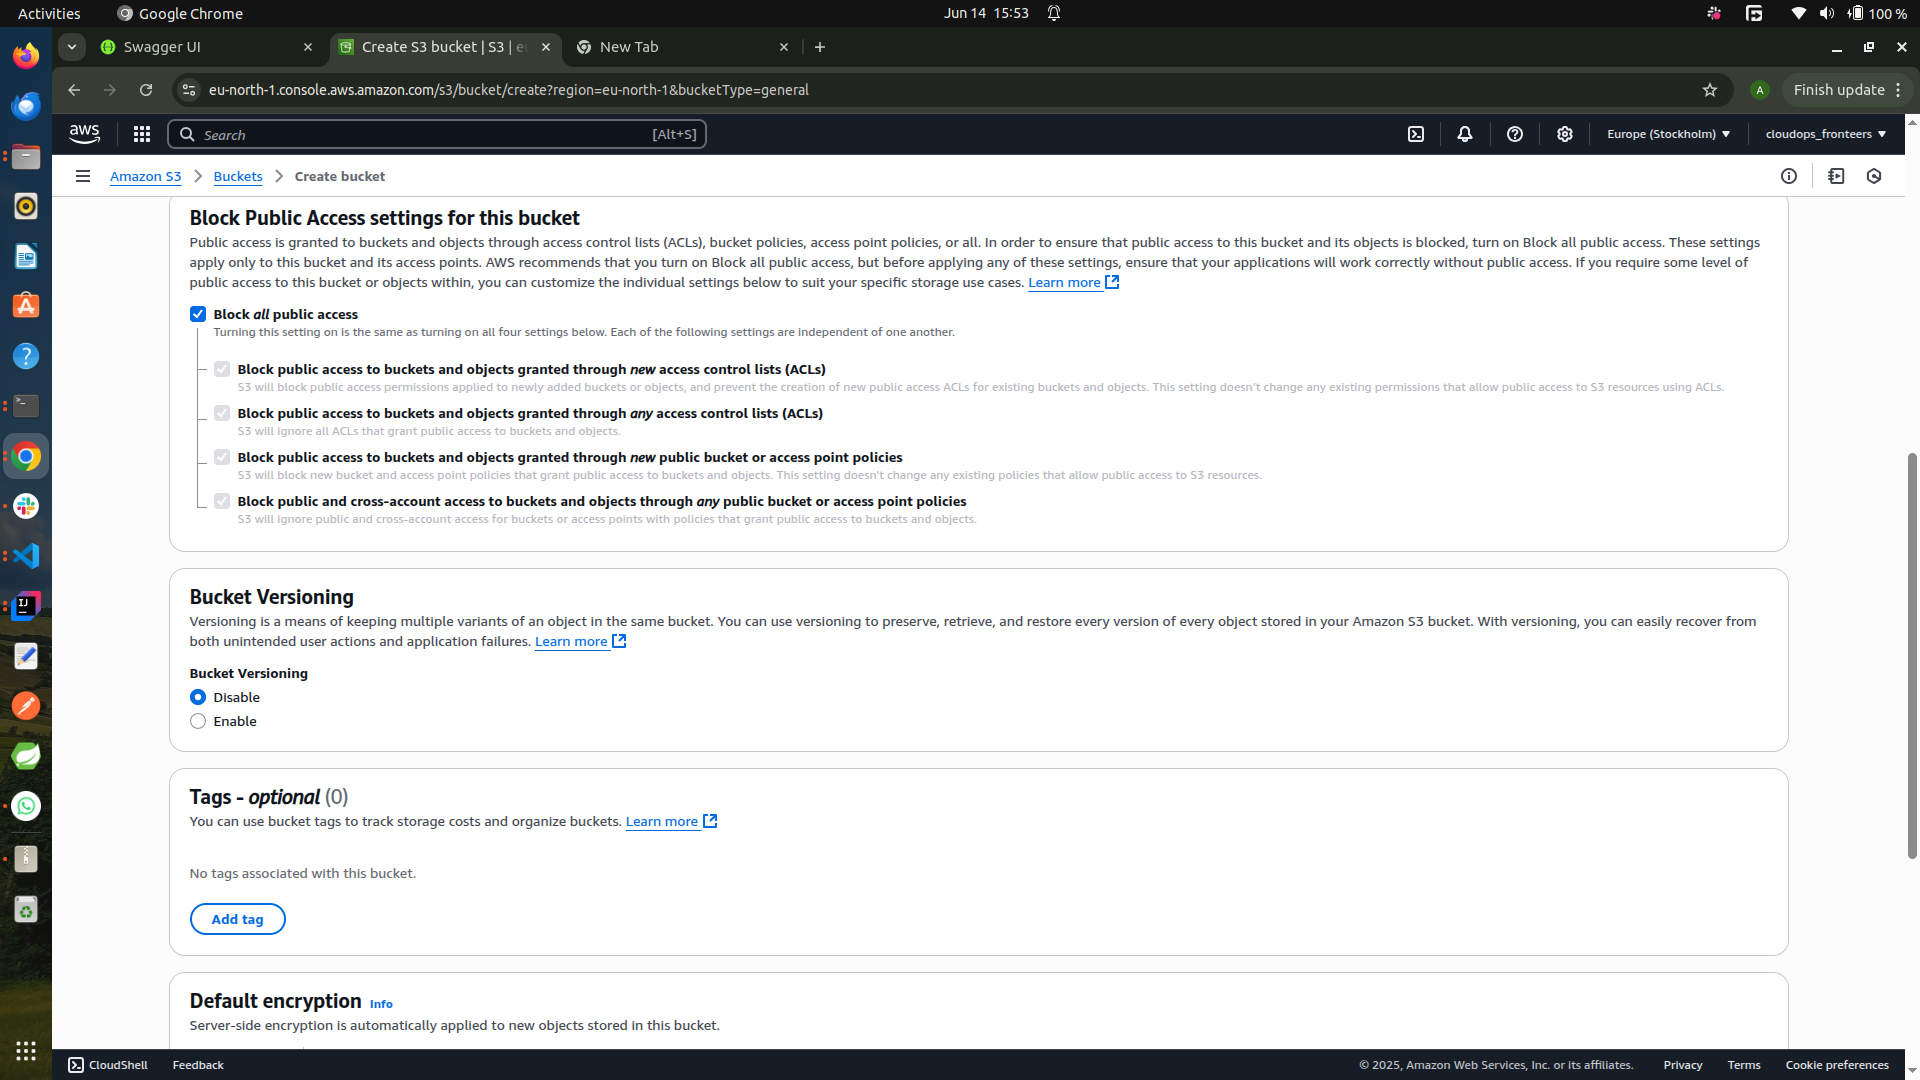 Activities
Google Chrome
Jun 14 15:53
100 %
Swagger UI
Create S3 bucket | S3 | e
New Tab
eu-north-1.console.aws.amazon.com/s3/bucket/create?region=eu-north-1&bucketType=general
A
Finish update
aws
Search
[Alt+S]
Europe (Stockholm)
cloudops_fronteers
Amazon S3
Buckets
Create bucket
Block Public Access settings for this bucket
Public access is granted to buckets and objects through access control lists (ACLs), bucket policies, access point policies, or all. In order to ensure that public access to this bucket and its objects is blocked, turn on Block all public access. These settings
apply only to this bucket and its access points. AWS recommends that you turn on Block all public access, but before applying any of these settings, ensure that your applications will work correctly without public access. If you require some level of
public access to this bucket or objects within, you can customize the individual settings below to suit your specific storage use cases. Learn more
Block all public access
Turning this setting on is the same as turning on all four settings below. Each of the following settings are independent of one another.
Block public access to buckets and objects granted through new access control lists (ACLs)
S3 will block public access permissions applied to newly added buckets or objects, and prevent the creation of new public access ACLs for existing buckets and objects. This setting doesn't change any existing permissions that allow public access to S3 resources using ACLs.
Block public access to buckets and objects granted through any access control lists (ACLs)
S3 will ignore all ACLs that grant public access to buckets and objects.
Block public access to buckets and objects granted through new public bucket or access point policies
S3 will block new bucket and access point policies that grant public access to buckets and objects. This setting doesn't change any existing policies that allow public access to S3 resources.
Block public and cross-account access to buckets and objects through any public bucket or access point policies
S3 will ignore public and cross-account access for buckets or access points with policies that grant public access to buckets and objects.
Bucket Versioning
Versioning is a means of keeping multiple variants of an object in the same bucket. You can use versioning to preserve, retrieve, and restore every version of every object stored in your Amazon S3 bucket. With versioning, you can easily recover from
both unintended user actions and application failures. Learn more
Bucket Versioning
Disable
Enable
Tags - optional (0)
You can use bucket tags to track storage costs and organize buckets. Learn more
No tags associated with this bucket.
Add tag
Default encryption Info
Server-side encryption is automatically applied to new objects stored in this bucket.
CloudShell
Feedback
© 2025, Amazon Web Services, Inc. or its affiliates.
Privacy
Terms
Cookie preferences